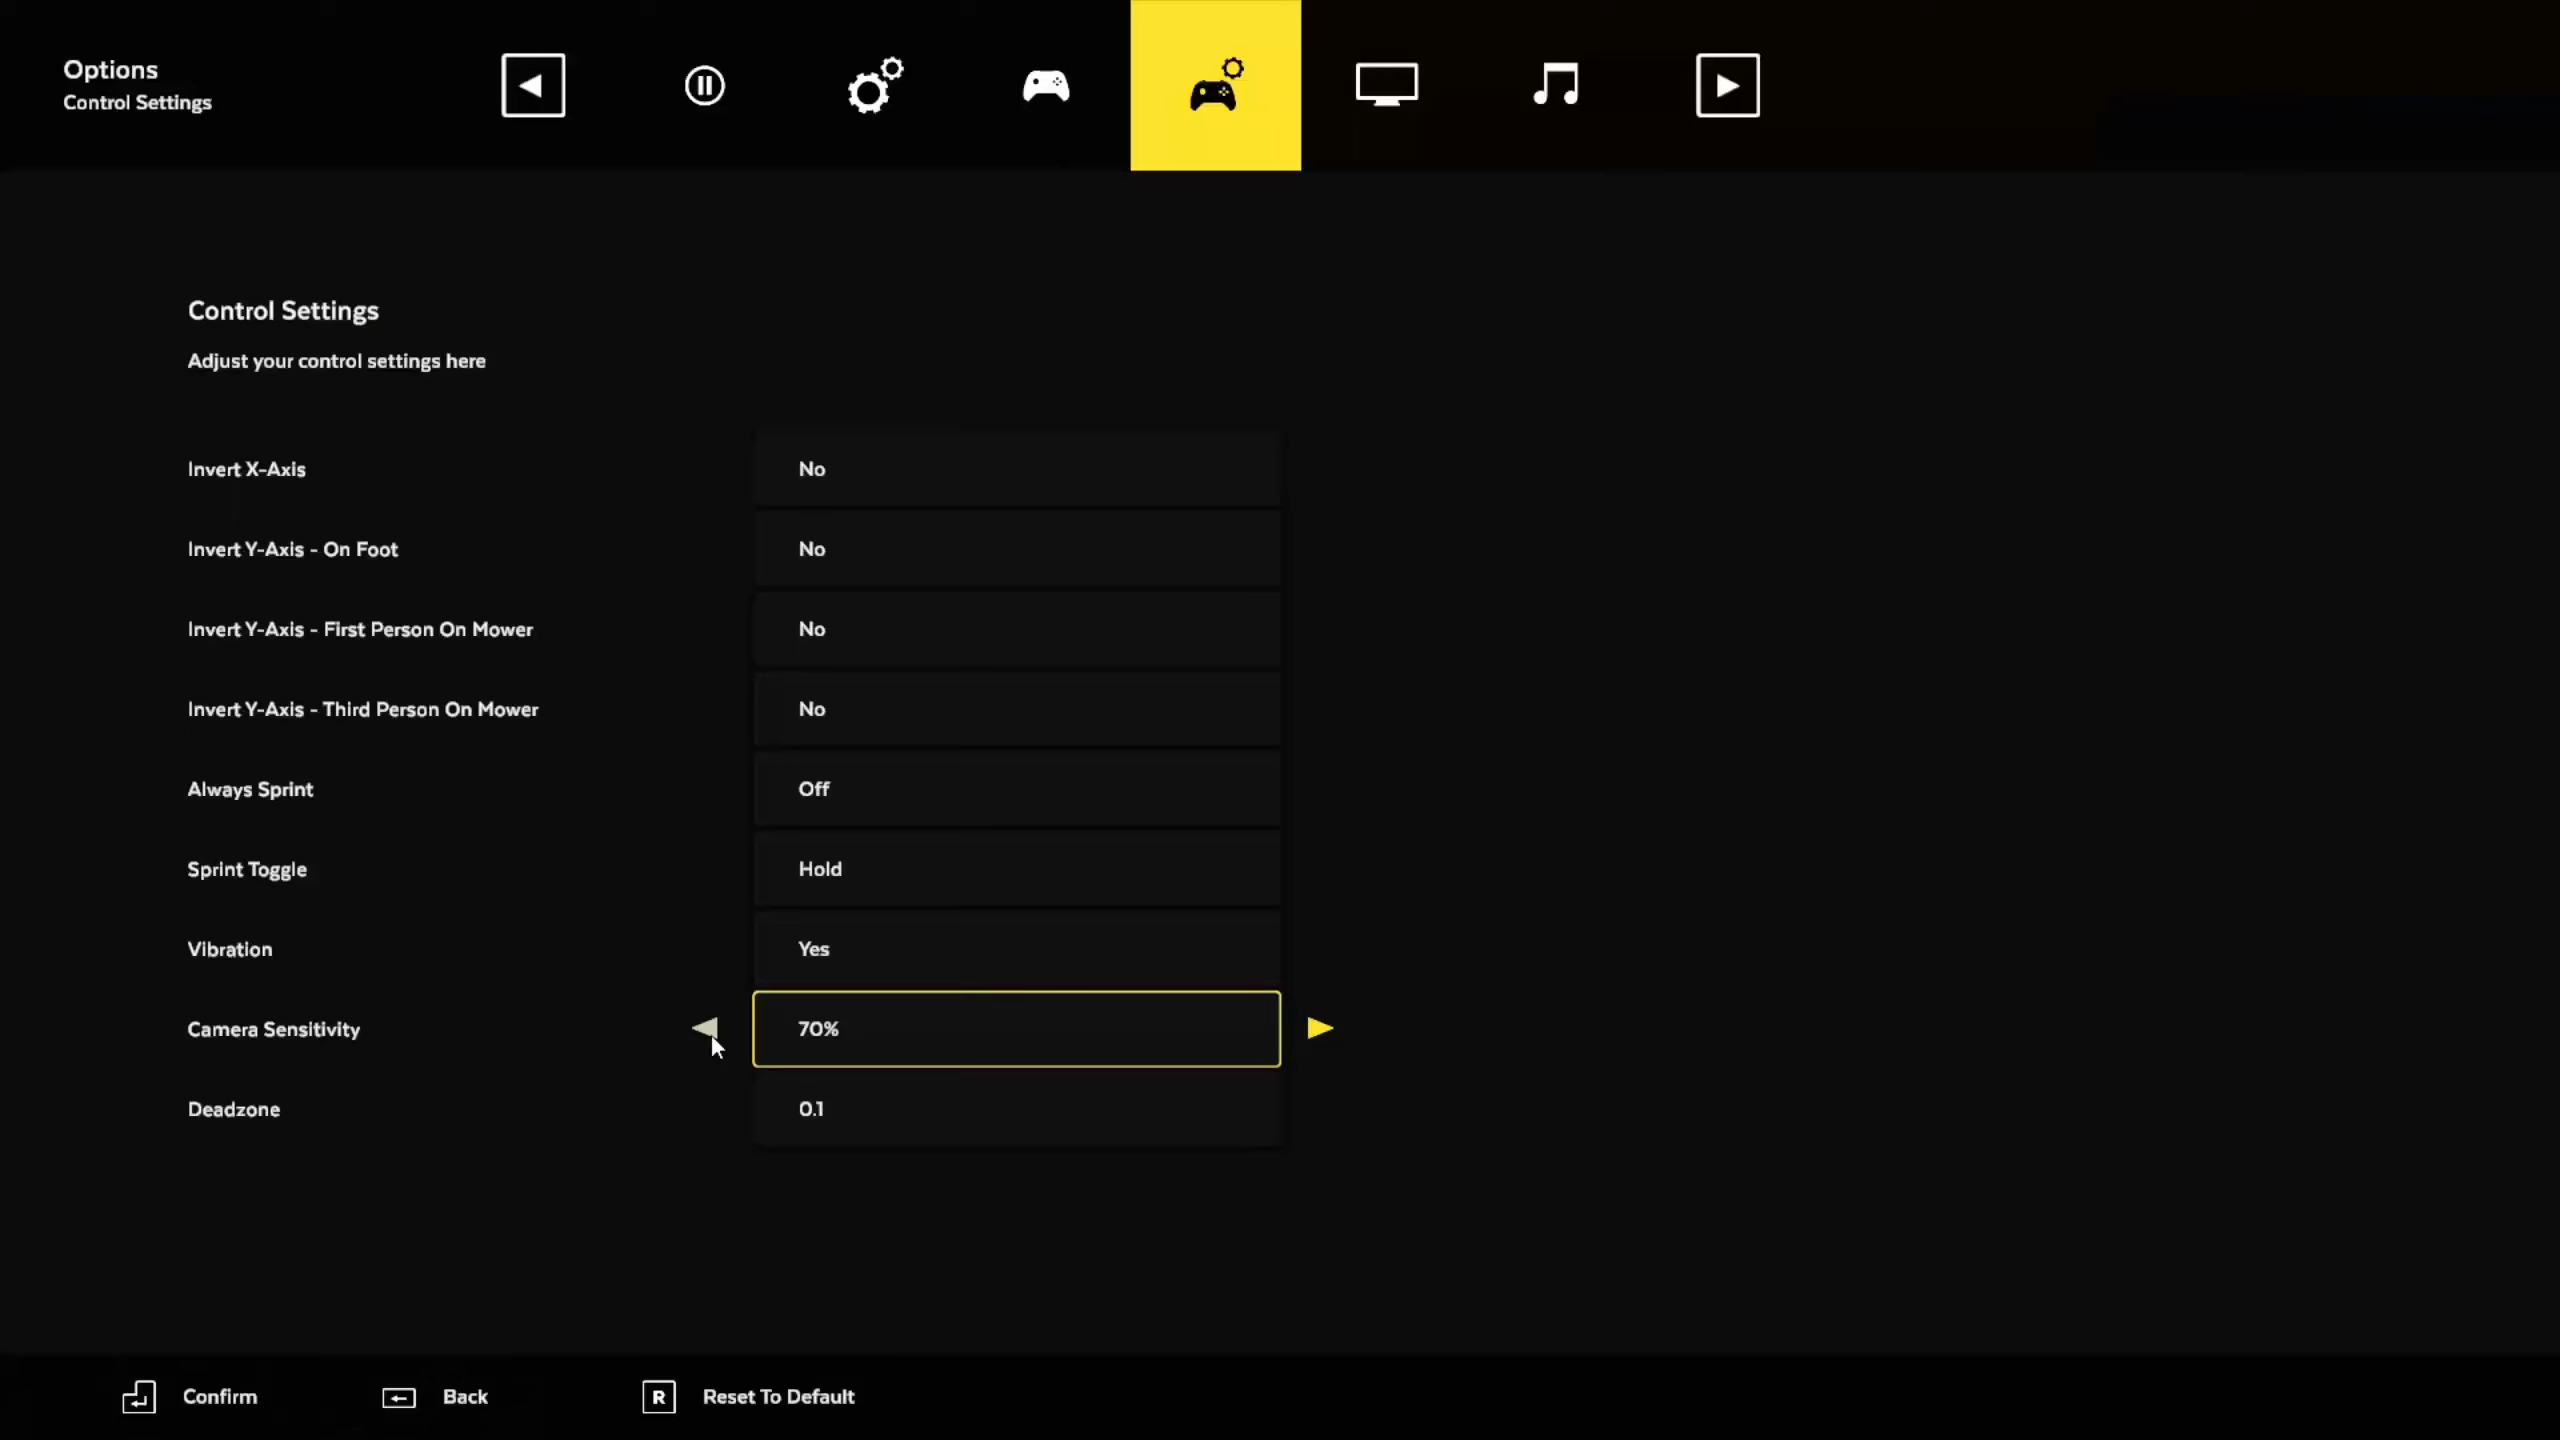 Options
Control Settings
Control Settings
Adjust your control settings here
Invert X-Axis No
Invert Y-Axis - On Foot No
Invert Y-Axis - First Person On Mower No
Invert Y-Axis - Third Person On Mower No
Always Sprint Off
Sprint Toggle Hold
Vibration Yes
Camera Sensitivity 70%
Deadzone 0.1
Confirm Back R Reset To Default